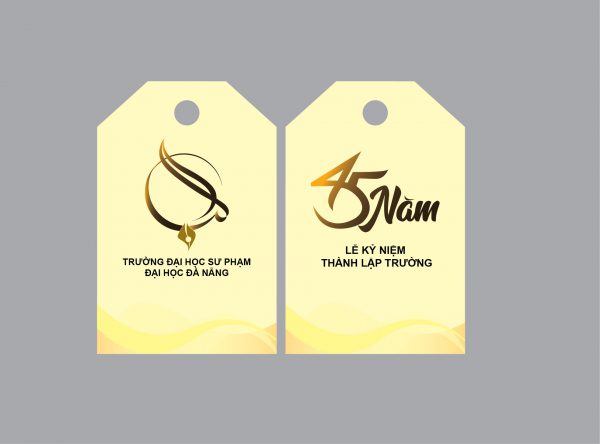 TRƯỜNG ĐẠI HỌC SƯ PHẠM
ĐẠI HỌC ĐÀ NẴNG
45 Năm
LỄ KỶ NIỆM
THÀNH LẬP TRƯỜNG